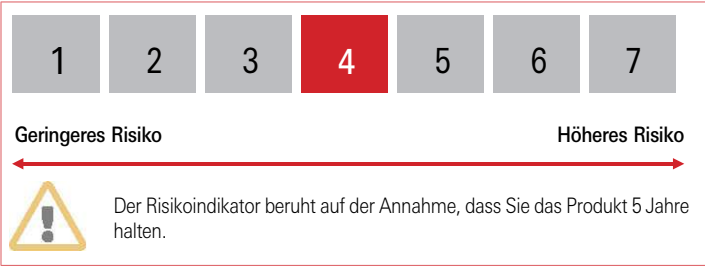 1 2 3 4 5 6 7
Geringeres Risiko Höheres Risiko
Der Risikoindikator beruht auf der Annahme, dass Sie das Produkt 5 Jahre
halten.